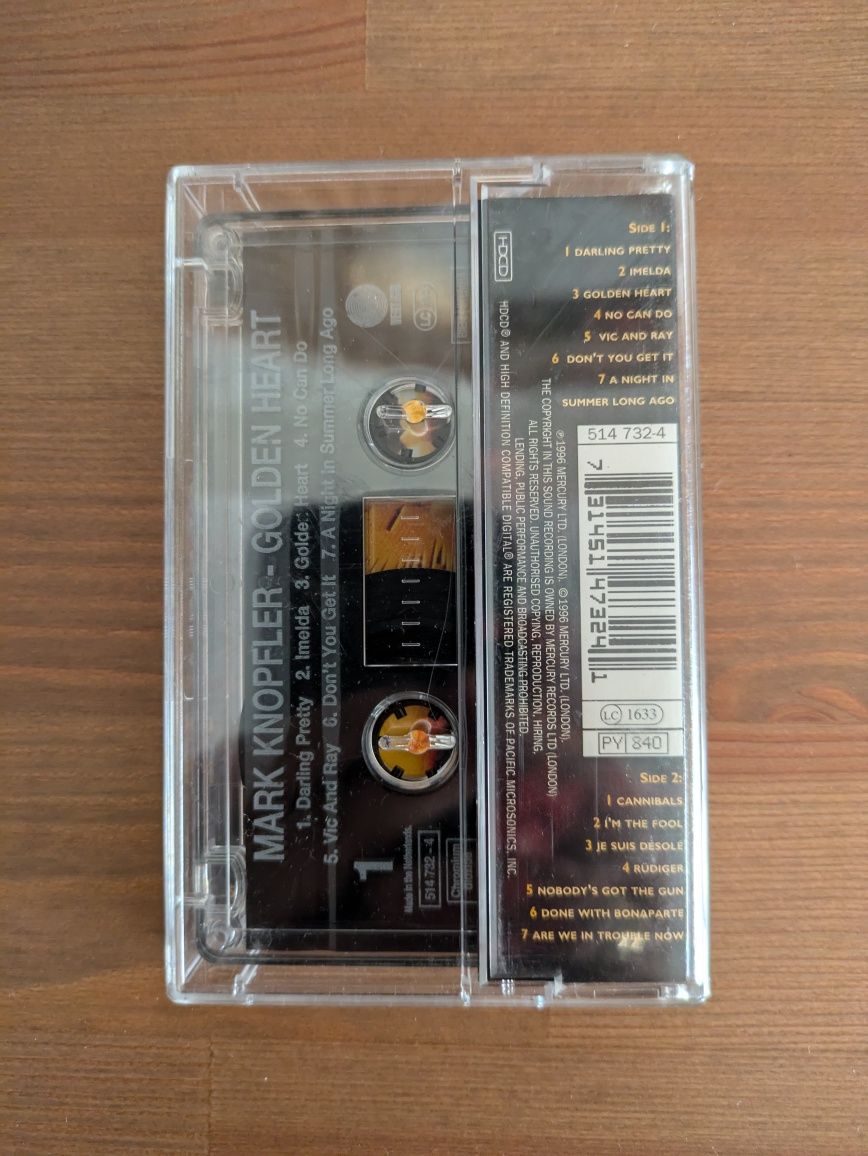 MARK KNOPFLER - GOLDEN HEART
1. Darling Pretty 2. Imelda 3. Golden Heart 4. No Can Do
5. Vic And Ray 6. Don't You Get It 7. A Night In Summer Long Ago
1
Made in the Netherlands.
514 732-4
Chromium
LC
HDCD
SIDE 1:
1 DARLING PRETTY
2 IMELDA
3 GOLDEN HEART
4 NO CAN DO
5 VIC AND RAY
6 DON'T YOU GET IT
7 A NIGHT IN
SUMMER LONG AGO
514 732-4
7 31451 47324 1
LC 1633
PY 840
℗ 1996 MERCURY LTD. (LONDON). © 1996 MERCURY LTD. (LONDON).
THE COPYRIGHT IN THIS SOUND RECORDING IS OWNED BY MERCURY RECORDS LTD (LONDON)
ALL RIGHTS RESERVED. UNAUTHORISED COPYING, REPRODUCTION, HIRING,
LENDING, PUBLIC PERFORMANCE AND BROADCASTING PROHIBITED.
HDCD® AND HIGH DEFINITION COMPATIBLE DIGITAL® ARE REGISTERED TRADEMARKS OF PACIFIC MICROSONICS, INC.
SIDE 2:
1 CANNIBALS
2 I'M THE FOOL
3 JE SUIS DÉSOLÉ
4 RÜDIGER
5 NOBODY'S GOT THE GUN
6 DONE WITH BONAPARTE
7 ARE WE IN TROUBLE NOW